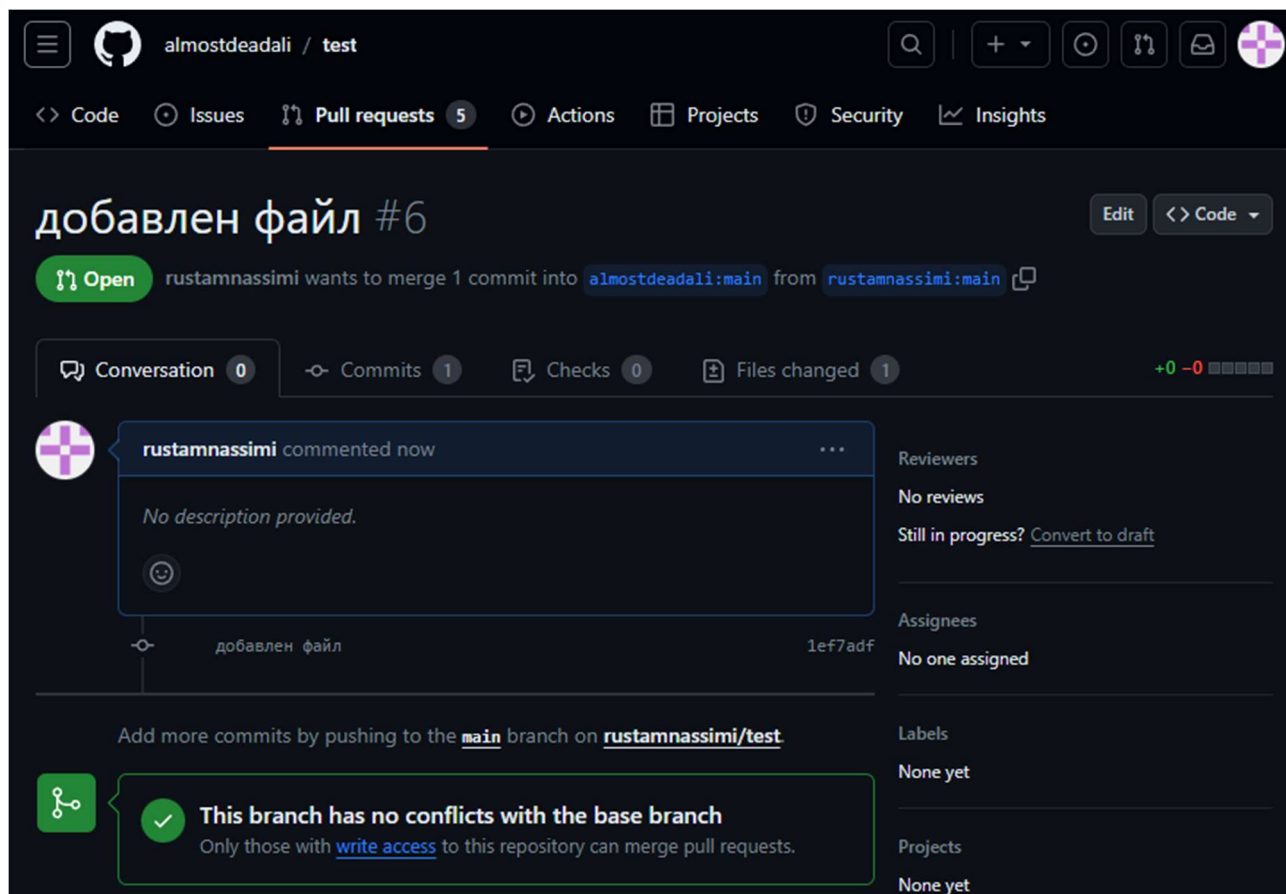 almostdeadali / test
Code Issues Pull requests 5 Actions Projects Security Insights
добавлен файл #6
Edit Code
Open rustamnassimi wants to merge 1 commit into almostdeadali:main from rustamnassimi:main
Conversation 0 Commits 1 Checks 0 Files changed 1 +0 −0
rustamnassimi commented now
No description provided.
добавлен файл 1ef7adf
Add more commits by pushing to the main branch on rustamnassimi/test.
This branch has no conflicts with the base branch
Only those with write access to this repository can merge pull requests.
Reviewers
No reviews
Still in progress? Convert to draft
Assignees
No one assigned
Labels
None yet
Projects
None yet